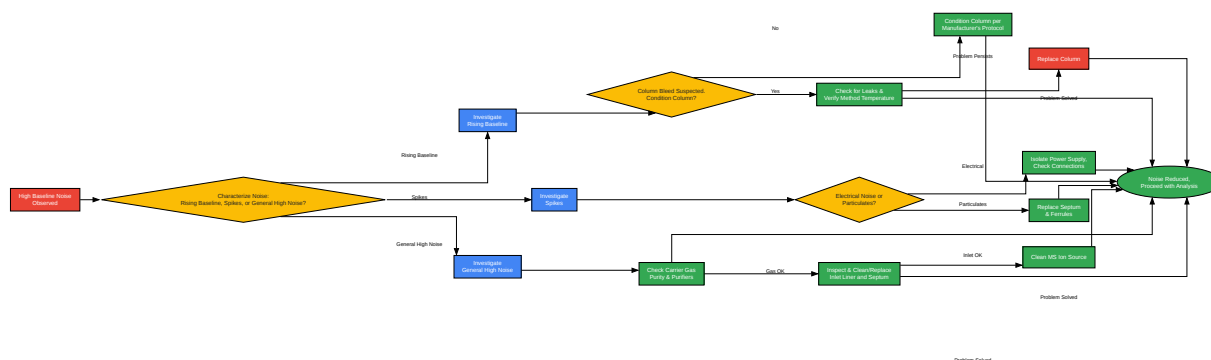 High Baseline Noise
Observed
Characterize Noise:
Rising Baseline, Spikes, or General High Noise?
Rising Baseline
Spikes
General High Noise
Investigate
Rising Baseline
Investigate
Spikes
Investigate
General High Noise
Column Bleed Suspected.
Condition Column?
No
Yes
Check for Leaks &
Verify Method Temperature
Condition Column per
Manufacturer's Protocol
Problem Persists
Replace Column
Problem Solved
Electrical Noise or
Particulates?
Electrical
Particulates
Isolate Power Supply,
Check Connections
Replace Septum
& Ferrules
Check Carrier Gas
Purity & Purifiers
Gas OK
Inspect & Clean/Replace
Inlet Liner and Septum
Inlet OK
Clean MS Ion Source
Problem Solved
Noise Reduced,
Proceed with Analysis